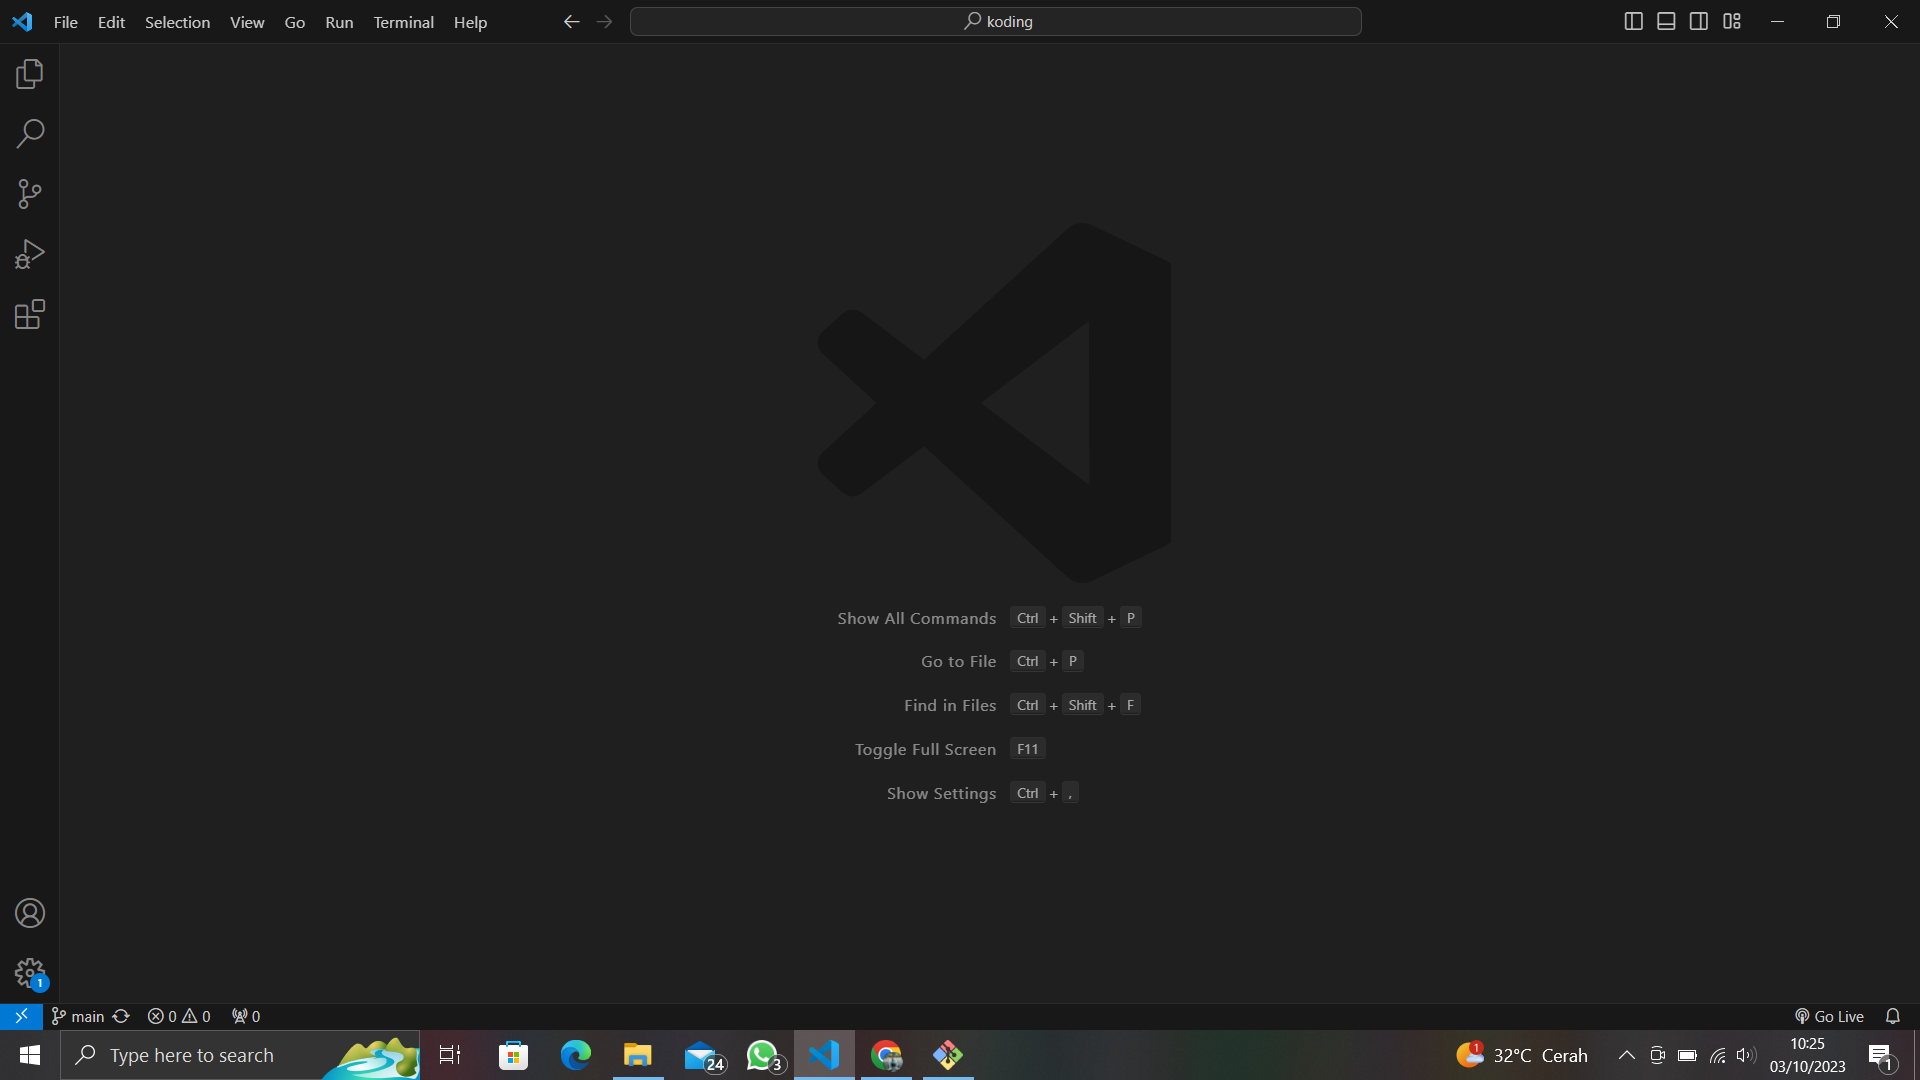 File Edit Selection View Go Run Terminal Help
koding
Show All Commands Ctrl + Shift + P
Go to File Ctrl + P
Find in Files Ctrl + Shift + F
Toggle Full Screen F11
Show Settings Ctrl + ,
1
main 0 0 0
Go Live
Type here to search
24
3
1
32°C Cerah
10:25
03/10/2023
1